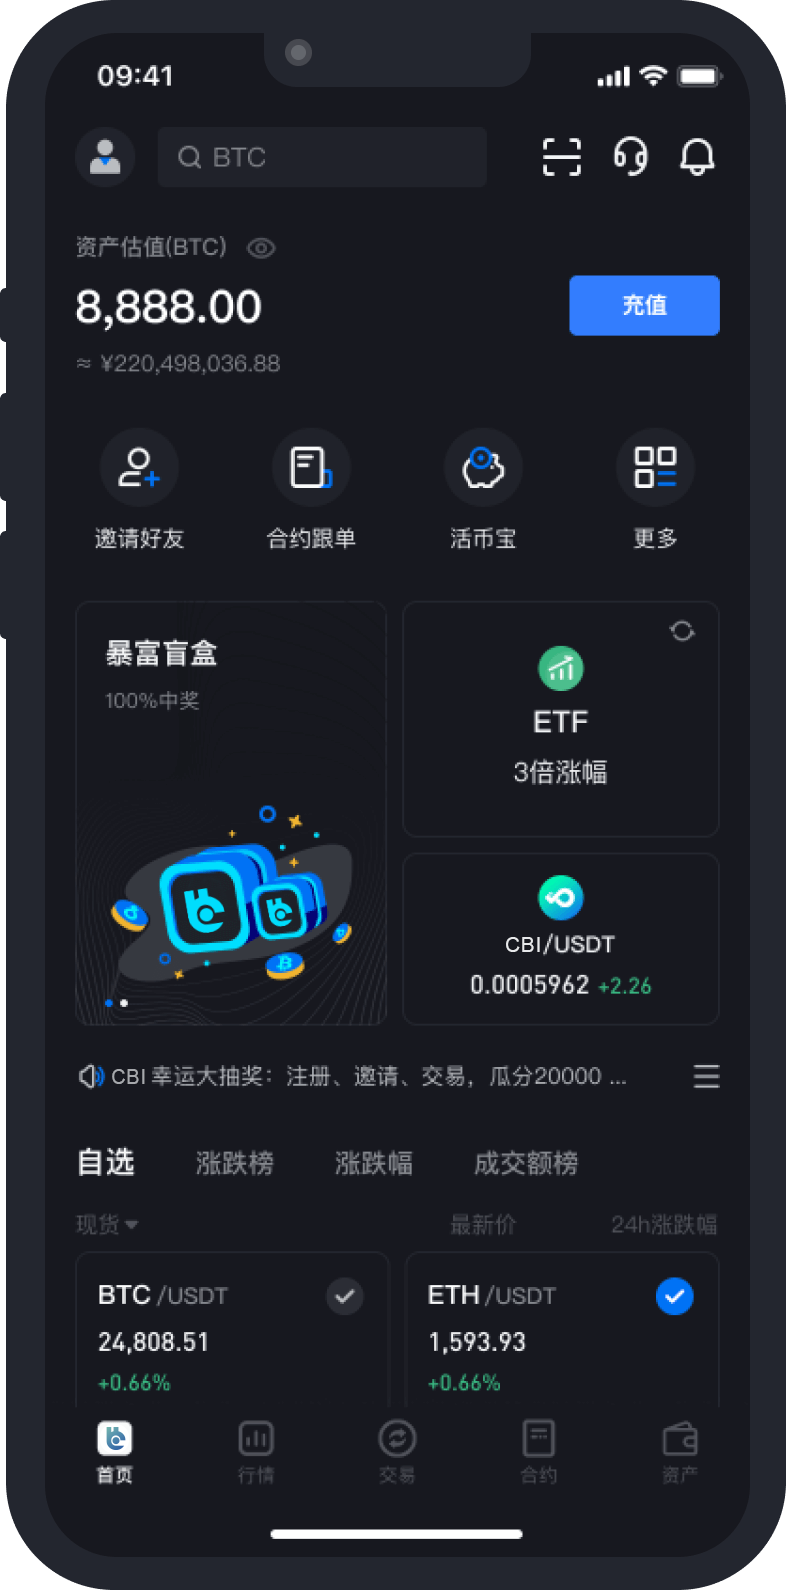 09:41
BTC
资产估值(BTC)
8,888.00
充值
≈ ¥220,498,036.88
邀请好友 合约跟单 活币宝 更多
暴富盲盒
100%中奖
ETF
3倍涨幅
CBI/USDT
0.0005962 +2.26
CBI 幸运大抽奖：注册、邀请、交易，瓜分20000 ...
自选 涨跌榜 涨跌幅 成交额榜
现货 最新价 24h涨跌幅
BTC /USDT
24,808.51
+0.66%
ETH /USDT
1,593.93
+0.66%
首页 行情 交易 合约 资产